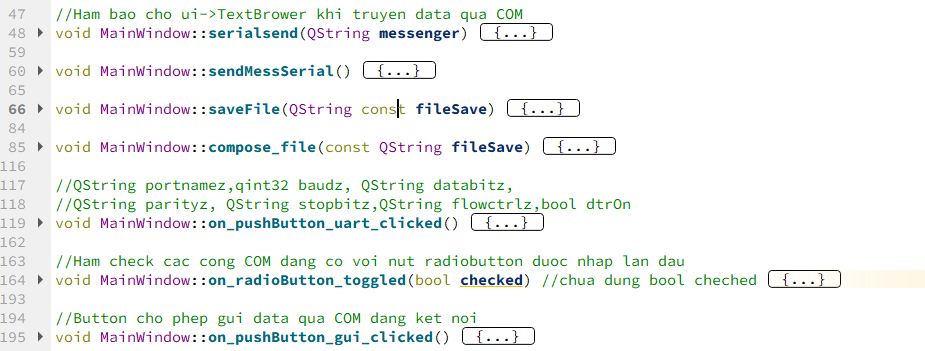 47 //Ham bao cho ui->TextBrower khi truyen data qua COM
48 void MainWindow::serialsend(QString messenger) {...}
59
60 void MainWindow::sendMessSerial() {...}
65
66 void MainWindow::saveFile(QString const fileSave) {...}
84
85 void MainWindow::compose_file(const QString fileSave) {...}
116
117 //QString portnamez,qint32 baudz, QString databitz,
118 //QString parityz, QString stopbitz,QString flowctrlz,bool dtrOn
119 void MainWindow::on_pushButton_uart_clicked() {...}
162
163 //Ham check cac cong COM dang co voi nut radiobutton duoc nhap lan dau
164 void MainWindow::on_radioButton_toggled(bool checked) //chua dung bool cheched {...}
193
194 //Button cho phep gui data qua COM dang ket noi
195 void MainWindow::on_pushButton_gui_clicked() {...}